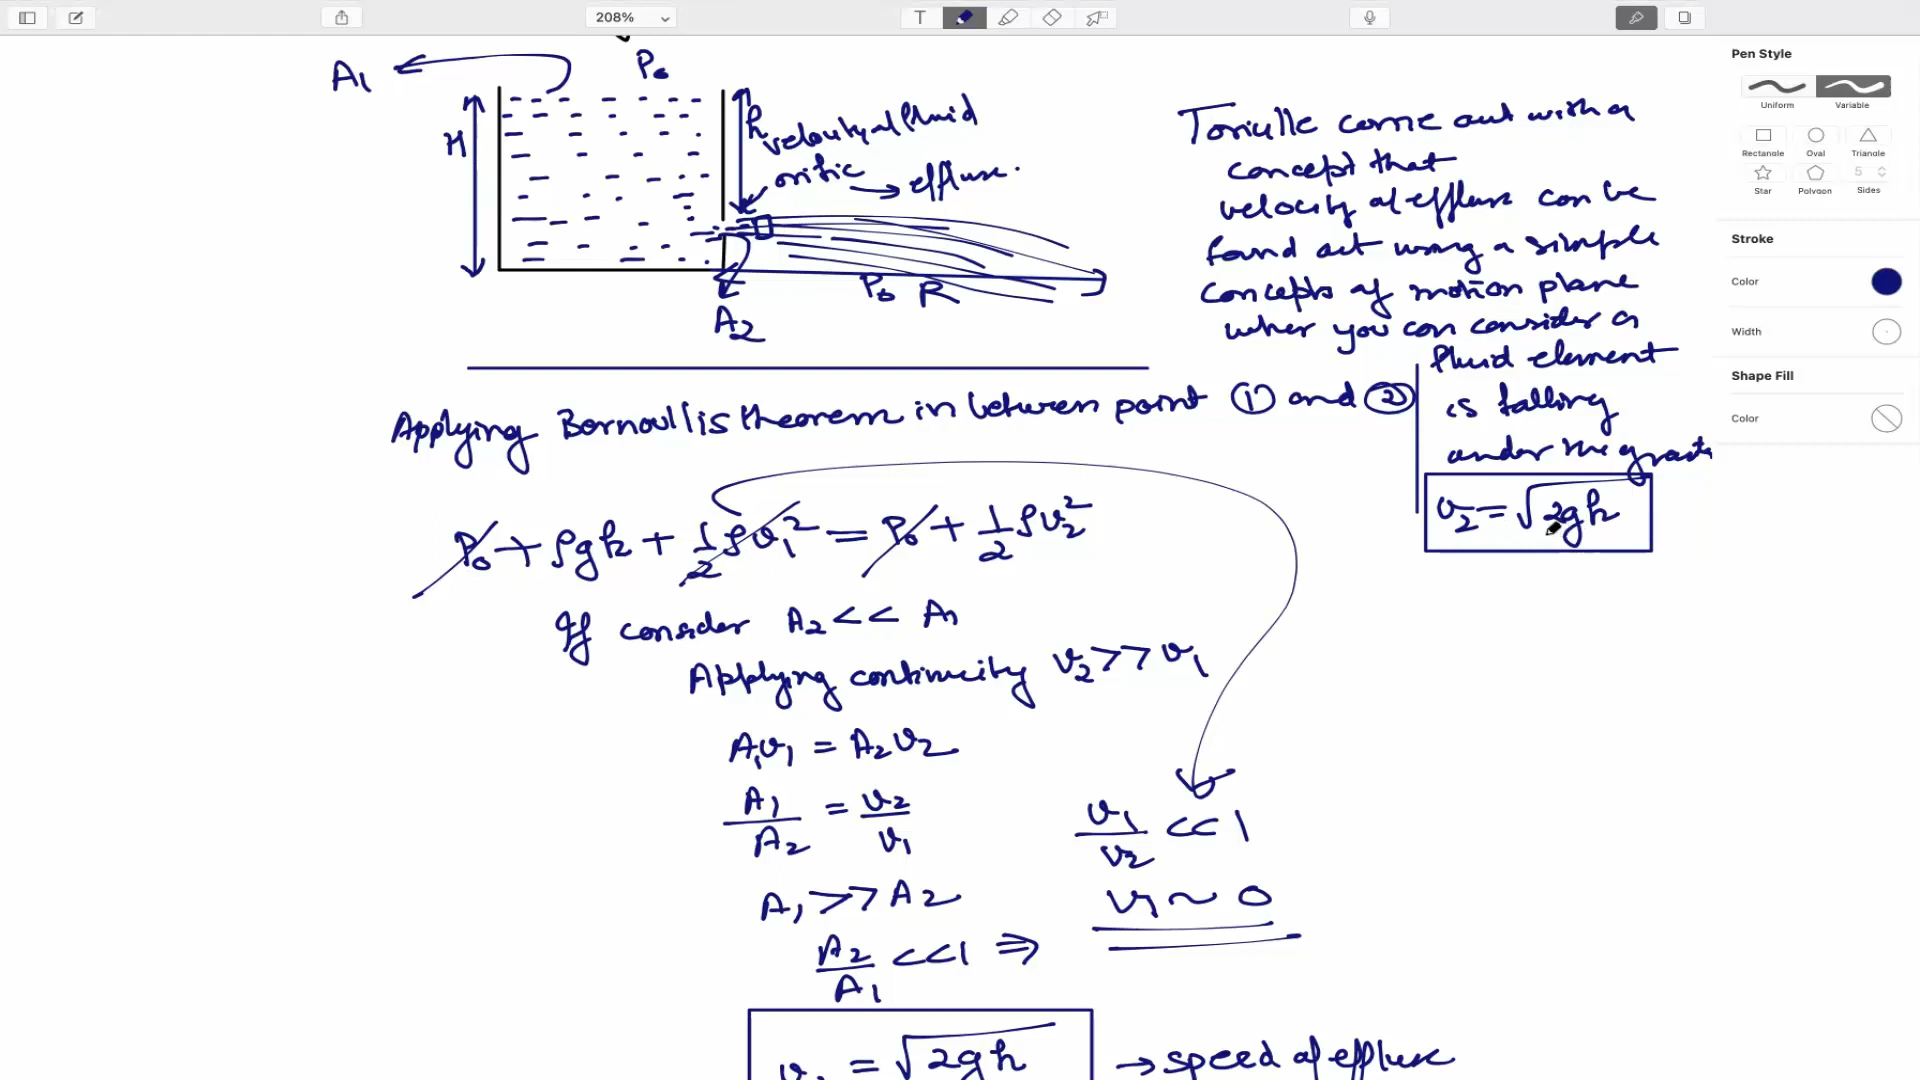 208%
T
Pen Style
Uniform
Variable
Rectangle
Oval
Triangle
Star
Polygon
5
Sides
Stroke
Color
Width
Shape Fill
Color
A1
P0
H
h
velocity of fluid
orific → efflux.
P0 R
A2
Toriclle come out with a
concept that
velocity of efflux can be
found out using a simple
concepts of motion plane
when you can consider a
fluid element
is falling
under the
v2 = √2gh
Applying Bernoullis theorem in between point ① and ②
P0 + ρgh + 1/2 ρv1² = P0 + 1/2 ρv2²
If consider A2 << A1
Applying continuity v2 >> v1
A1v1 = A2v2
A1/A2 = v2/v1
v1/v2 << 1
A1 >> A2
v1 ~ 0
A2/A1 << 1 ⇒
= √2gh → speed of efflux